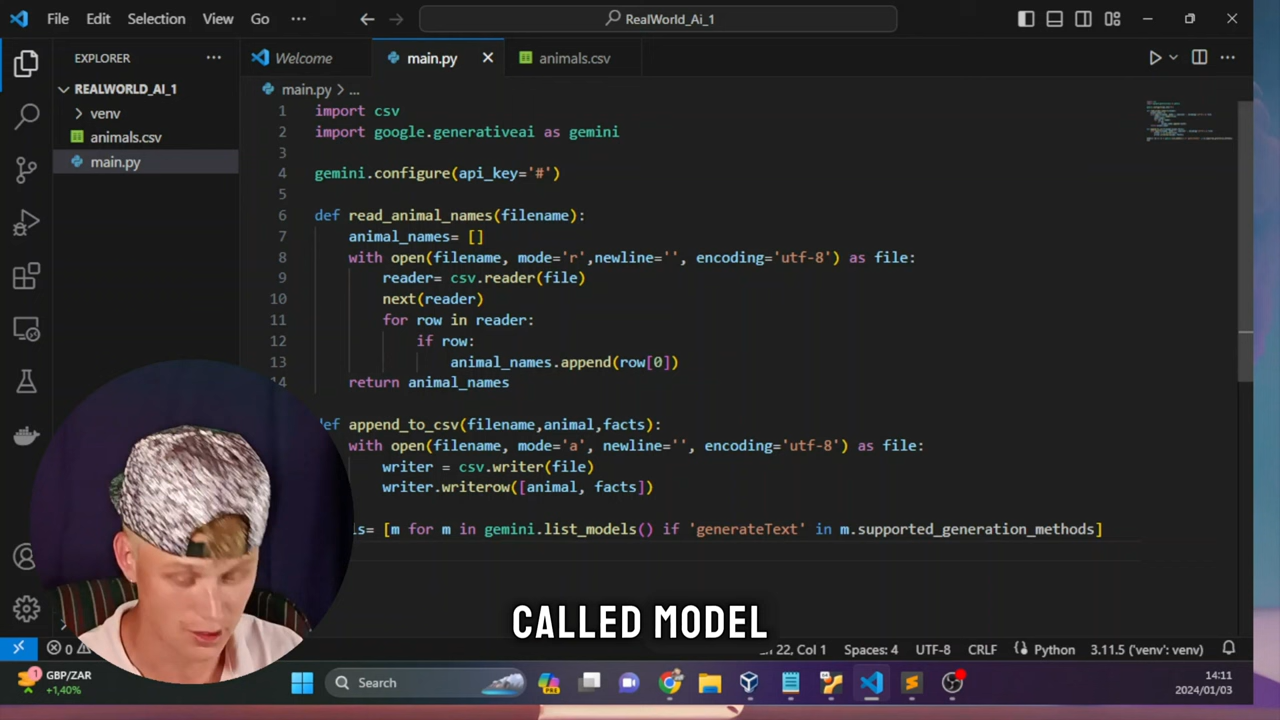 File Edit Selection View Go ··· RealWorld_Ai_1
EXPLORER ··· Welcome main.py animals.csv
REALWORLD_AI_1
venv
animals.csv
main.py
main.py > ...
1 import csv
2 import google.generativeai as gemini
3
4 gemini.configure(api_key='#')
5
6 def read_animal_names(filename):
7 animal_names= []
8 with open(filename, mode='r',newline='', encoding='utf-8') as file:
9 reader= csv.reader(file)
10 next(reader)
11 for row in reader:
12 if row:
13 animal_names.append(row[0])
14 return animal_names
def append_to_csv(filename,animal,facts):
with open(filename, mode='a', newline='', encoding='utf-8') as file:
writer = csv.writer(file)
writer.writerow([animal, facts])
= [m for m in gemini.list_models() if 'generateText' in m.supported_generation_methods]
CALLED MODEL
0 Ln 22, Col 1 Spaces: 4 UTF-8 CRLF Python 3.11.5 ('venv': venv)
1 GBP/ZAR
+1,40%
Search
PRE
14:11
2024/01/03